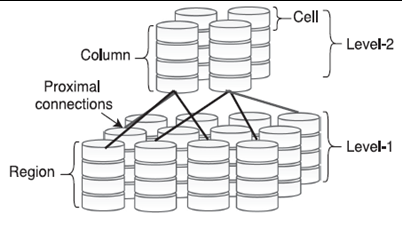 Cell
Level-2
Column
Proximal
connections
Level-1
Region